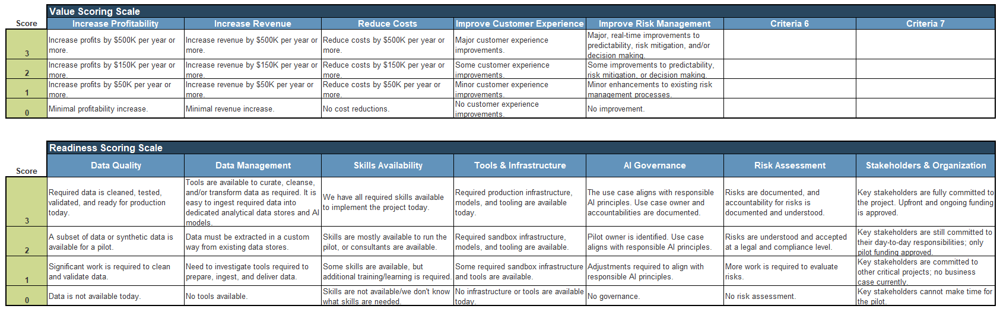 Value Scoring Scale
Score Increase Profitability Increase Revenue Reduce Costs Improve Customer Experience Improve Risk Management Criteria 6 Criteria 7
3
Increase profits by $500K per year or
more.
Increase revenue by $500K per year or
more.
Reduce costs by $500K per year or
more.
Major customer experience
improvements.
Major, real-time improvements to
predictability, risk mitigation, and/or
decision making.
2
Increase profits by $150K per year or
more.
Increase revenue by $150K per year or
more.
Reduce costs by $150K per year or
more.
Some customer experience
improvements.
Some improvements to predictability,
risk mitigation, or decision making.
1
Increase profits by $50K per year or
more.
Increase revenue by $50K per year or
more.
Reduce costs by $50K per year or
more.
Minor customer experience
improvements.
Minor enhancements to existing risk
management processes.
0
Minimal profitability increase.
Minimal revenue increase.
No cost reductions.
No customer experience
improvements.
No improvement.
Readiness Scoring Scale
Score Data Quality Data Management Skills Availability Tools & Infrastructure AI Governance Risk Assessment Stakeholders & Organization
3
Required data is cleaned, tested,
validated, and ready for production
today.
Tools are available to curate, cleanse,
and/or transform data as required. It is
easy to ingest required data into
dedicated analytical data stores and AI
models.
We have all required skills available
to implement the project today.
Required production infrastructure,
models, and tooling are available
today.
The use case aligns with responsible
AI principles. Use case owner and
accountabilities are documented.
Risks are documented, and
accountability for risks is
documented and understood.
Key stakeholders are fully committed to
the project. Upfront and ongoing funding
is approved.
2
A subset of data or synthetic data is
available for a pilot.
Data must be extracted in a custom
way from existing data stores.
Skills are mostly available to run the
pilot, or consultants are available.
Required sandbox infrastructure,
models, and tooling are available.
Pilot owner is identified. Use case
aligns with responsible AI principles.
Risks are understood and accepted
at a legal and compliance level.
Key stakeholders are still committed to
their day-to-day responsibilities; only
pilot funding approved.
1
Significant work is required to clean
and validate data.
Need to investigate tools required to
prepare, ingest, and deliver data.
Some skills are available, but
additional training/learning is required.
Some required sandbox infrastructure
and tools are available.
Adjustments required to align with
responsible AI principles.
More work is required to evaluate
risks.
Key stakeholders are committed to
other critical projects; no business
case currently.
0
Data is not available today.
No tools available.
Skills are not available/we don't know
what skills are needed.
No infrastructure or tools are available
today.
No governance.
No risk assessment.
Key stakeholders cannot make time for
the pilot.